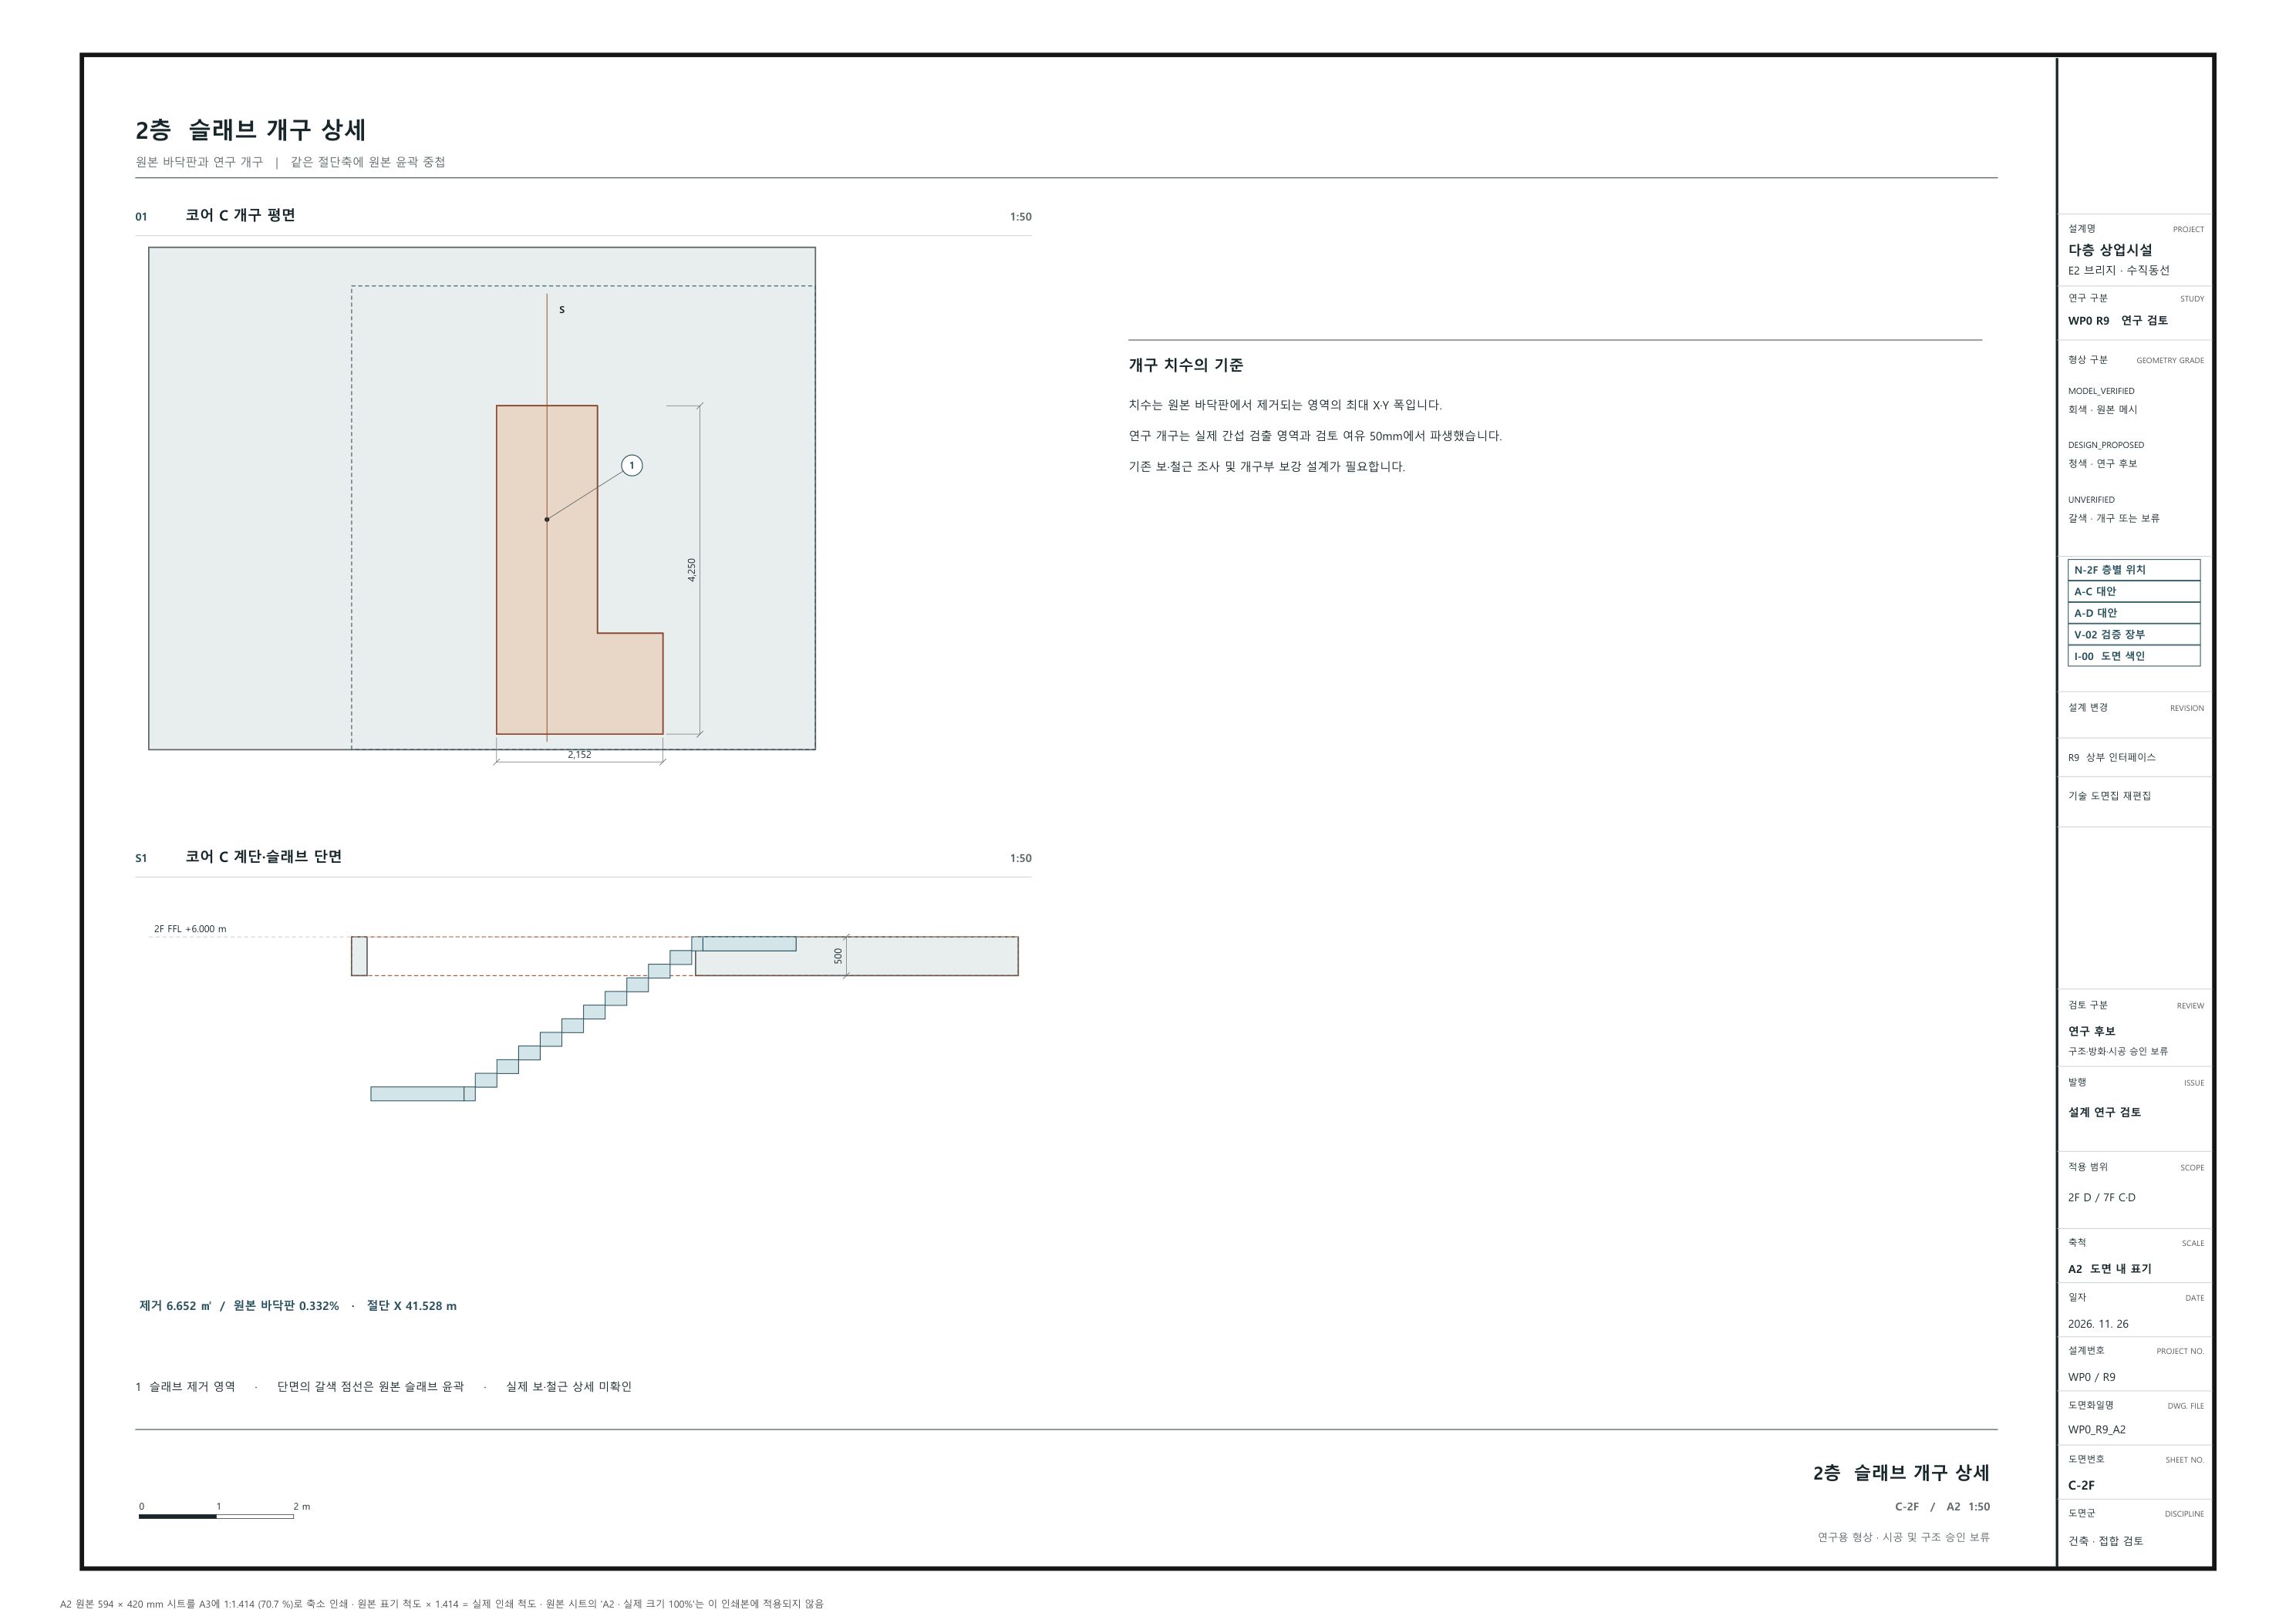 2층 슬래브 개구 상세
원본 바닥판과 연구 개구 | 같은 절단축에 원본 윤곽 중첩
01 코어 C 개구 평면 1:50
S
1
4,250
2,152
개구 치수의 기준
치수는 원본 바닥판에서 제거되는 영역의 최대 X·Y 폭입니다.
연구 개구는 실제 간섭 검출 영역과 검토 여유 50mm에서 파생했습니다.
기존 보·철근 조사 및 개구부 보강 설계가 필요합니다.
S1 코어 C 계단·슬래브 단면 1:50
2F FFL +6.000 m
500
제거 6.652 ㎡ / 원본 바닥판 0.332% · 절단 X 41.528 m
1 슬래브 제거 영역 · 단면의 갈색 점선은 원본 슬래브 윤곽 · 실제 보·철근 상세 미확인
0 1 2 m
2층 슬래브 개구 상세
C-2F / A2 1:50
연구용 형상 · 시공 및 구조 승인 보류
설계명 PROJECT
다층 상업시설
E2 브리지 · 수직동선
연구 구분 STUDY
WP0 R9 연구 검토
형상 구분 GEOMETRY GRADE
MODEL_VERIFIED
회색 · 원본 메시
DESIGN_PROPOSED
청색 · 연구 후보
UNVERIFIED
갈색 · 개구 또는 보류
N-2F 층별 위치
A-C 대안
A-D 대안
V-02 검증 장부
I-00 도면 색인
설계 변경 REVISION
R9 상부 인터페이스
기술 도면집 재편집
검토 구분 REVIEW
연구 후보
구조·방화·시공 승인 보류
발행 ISSUE
설계 연구 검토
적용 범위 SCOPE
2F D / 7F C·D
축척 SCALE
A2 도면 내 표기
일자 DATE
2026. 11. 26
설계번호 PROJECT NO.
WP0 / R9
도면화일명 DWG. FILE
WP0_R9_A2
도면번호 SHEET NO.
C-2F
도면군 DISCIPLINE
건축 · 접합 검토
A2 원본 594 × 420 mm 시트를 A3에 1:1.414 (70.7 %)로 축소 인쇄 · 원본 표기 척도 × 1.414 = 실제 인쇄 척도 · 원본 시트의 'A2 · 실제 크기 100%'는 이 인쇄본에 적용되지 않음